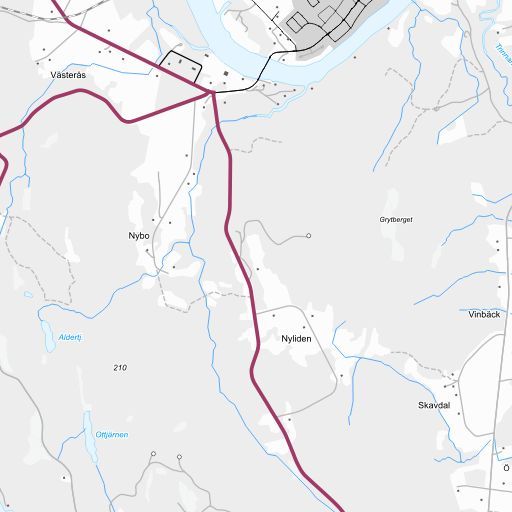 Västerås
Grytberget
Nybo
Vinbäck
Aldertj.
Nyliden
210
Skavdal
Ottjärnen
Ö